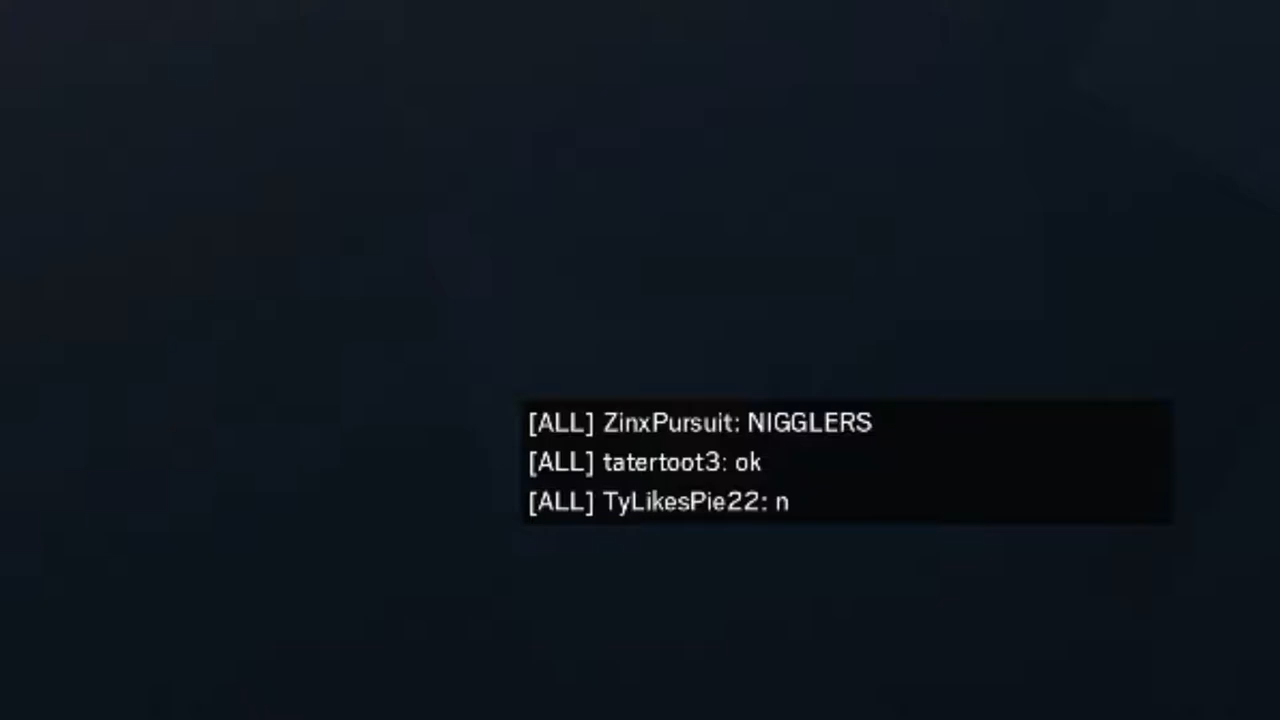 [ALL] ZinxPursuit: NIGGLERS
[ALL] tatertoot3: ok
[ALL] TyLikesPie22: n